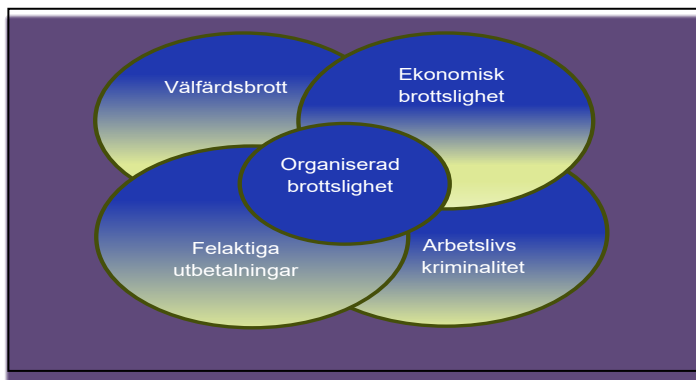 Välfärdsbrott
Ekonomisk
brottslighet
Organiserad
brottslighet
Felaktiga
utbetalningar
Arbetslivs
kriminalitet